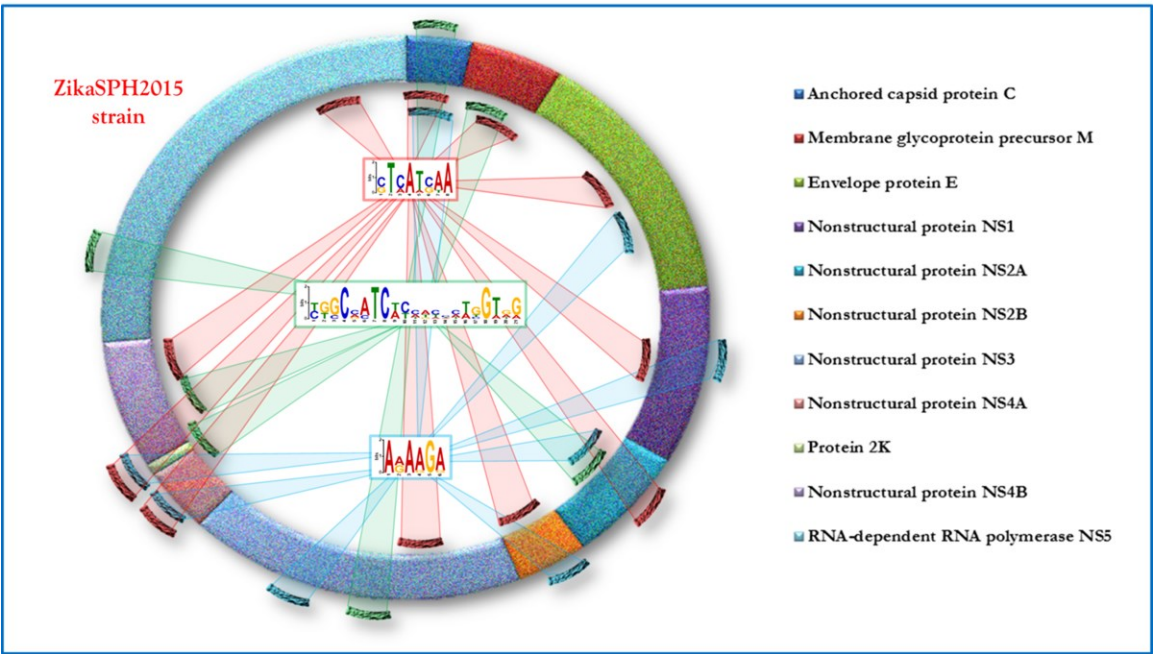 ZikaSPH2015
strain
Anchored capsid protein C
Membrane glycoprotein precursor M
Envelope protein E
Nonstructural protein NS1
Nonstructural protein NS2A
Nonstructural protein NS2B
Nonstructural protein NS3
Nonstructural protein NS4A
Protein 2K
Nonstructural protein NS4B
RNA-dependent RNA polymerase NS5